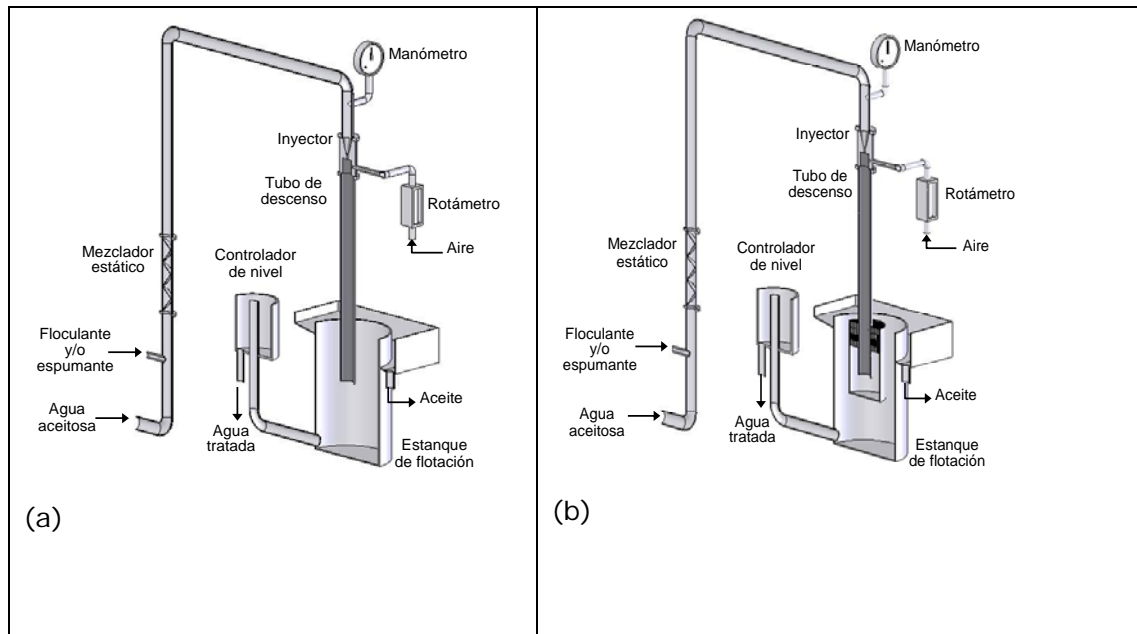 Manómetro
Inyector
Tubo de
descenso
Rotámetro
Mezclador
estático
Controlador
de nivel
Aire
Floculante
y/o
espumante
Aceite
Agua
aceitosa
Agua
tratada
Estanque
de flotación
(a)
Manómetro
Inyector
Tubo de
descenso
Rotámetro
Mezclador
estático
Controlador
de nivel
Aire
Floculante
y/o
espumante
Aceite
Agua
aceitosa
Agua
tratada
Estanque
de flotación
(b)